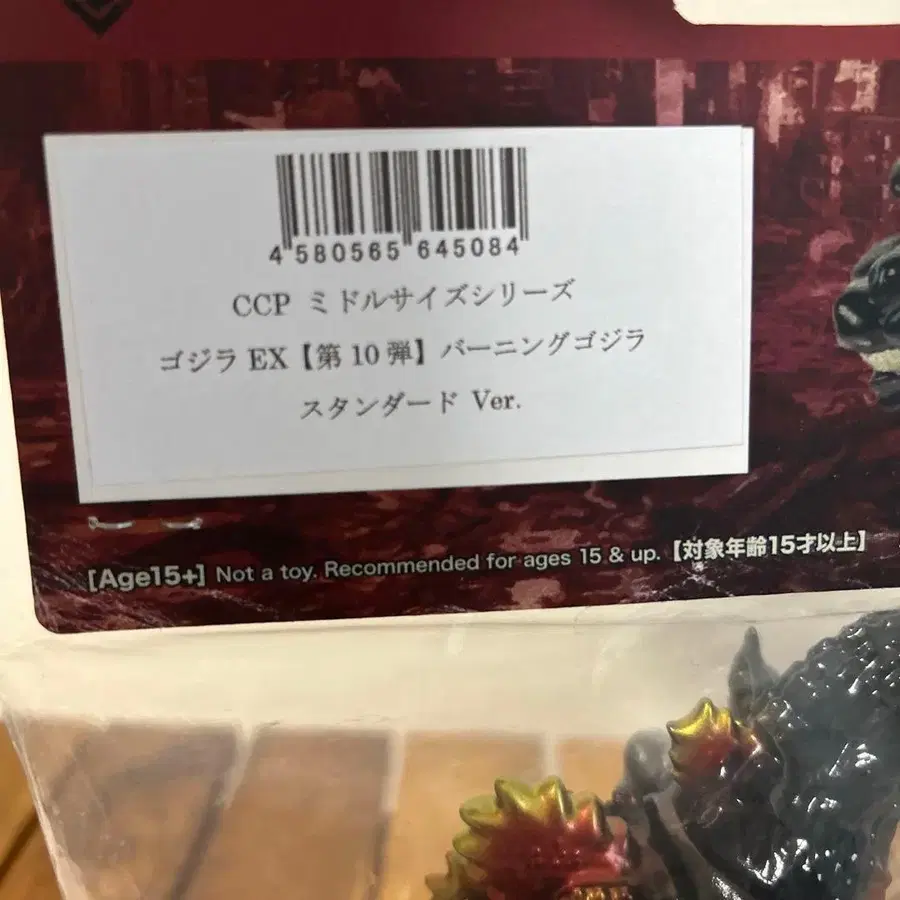 4 580565 645084
CCP ミドルサイズシリーズ
ゴジラ EX【第 10 弾】バーニングゴジラ
スタンダード Ver.
[Age15+] Not a toy. Recommended for ages 15 & up.【対象年齢15才以上】